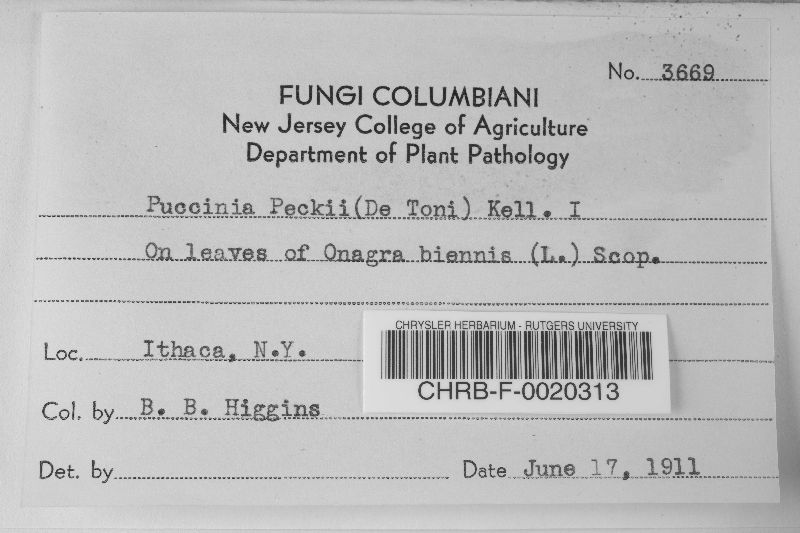 No. 3669
FUNGI COLUMBIANI
New Jersey College of Agriculture
Department of Plant Pathology
Puccinia Peckii(De Toni) Kell. I
On leaves of Onagra biennis (L.) Scop.
Loc. Ithaca, N.Y.
CHRYSLER HERBARIUM - RUTGERS UNIVERSITY
CHRB-F-0020313
Col. by B. B. Higgins
Det. by
Date June 17, 1911